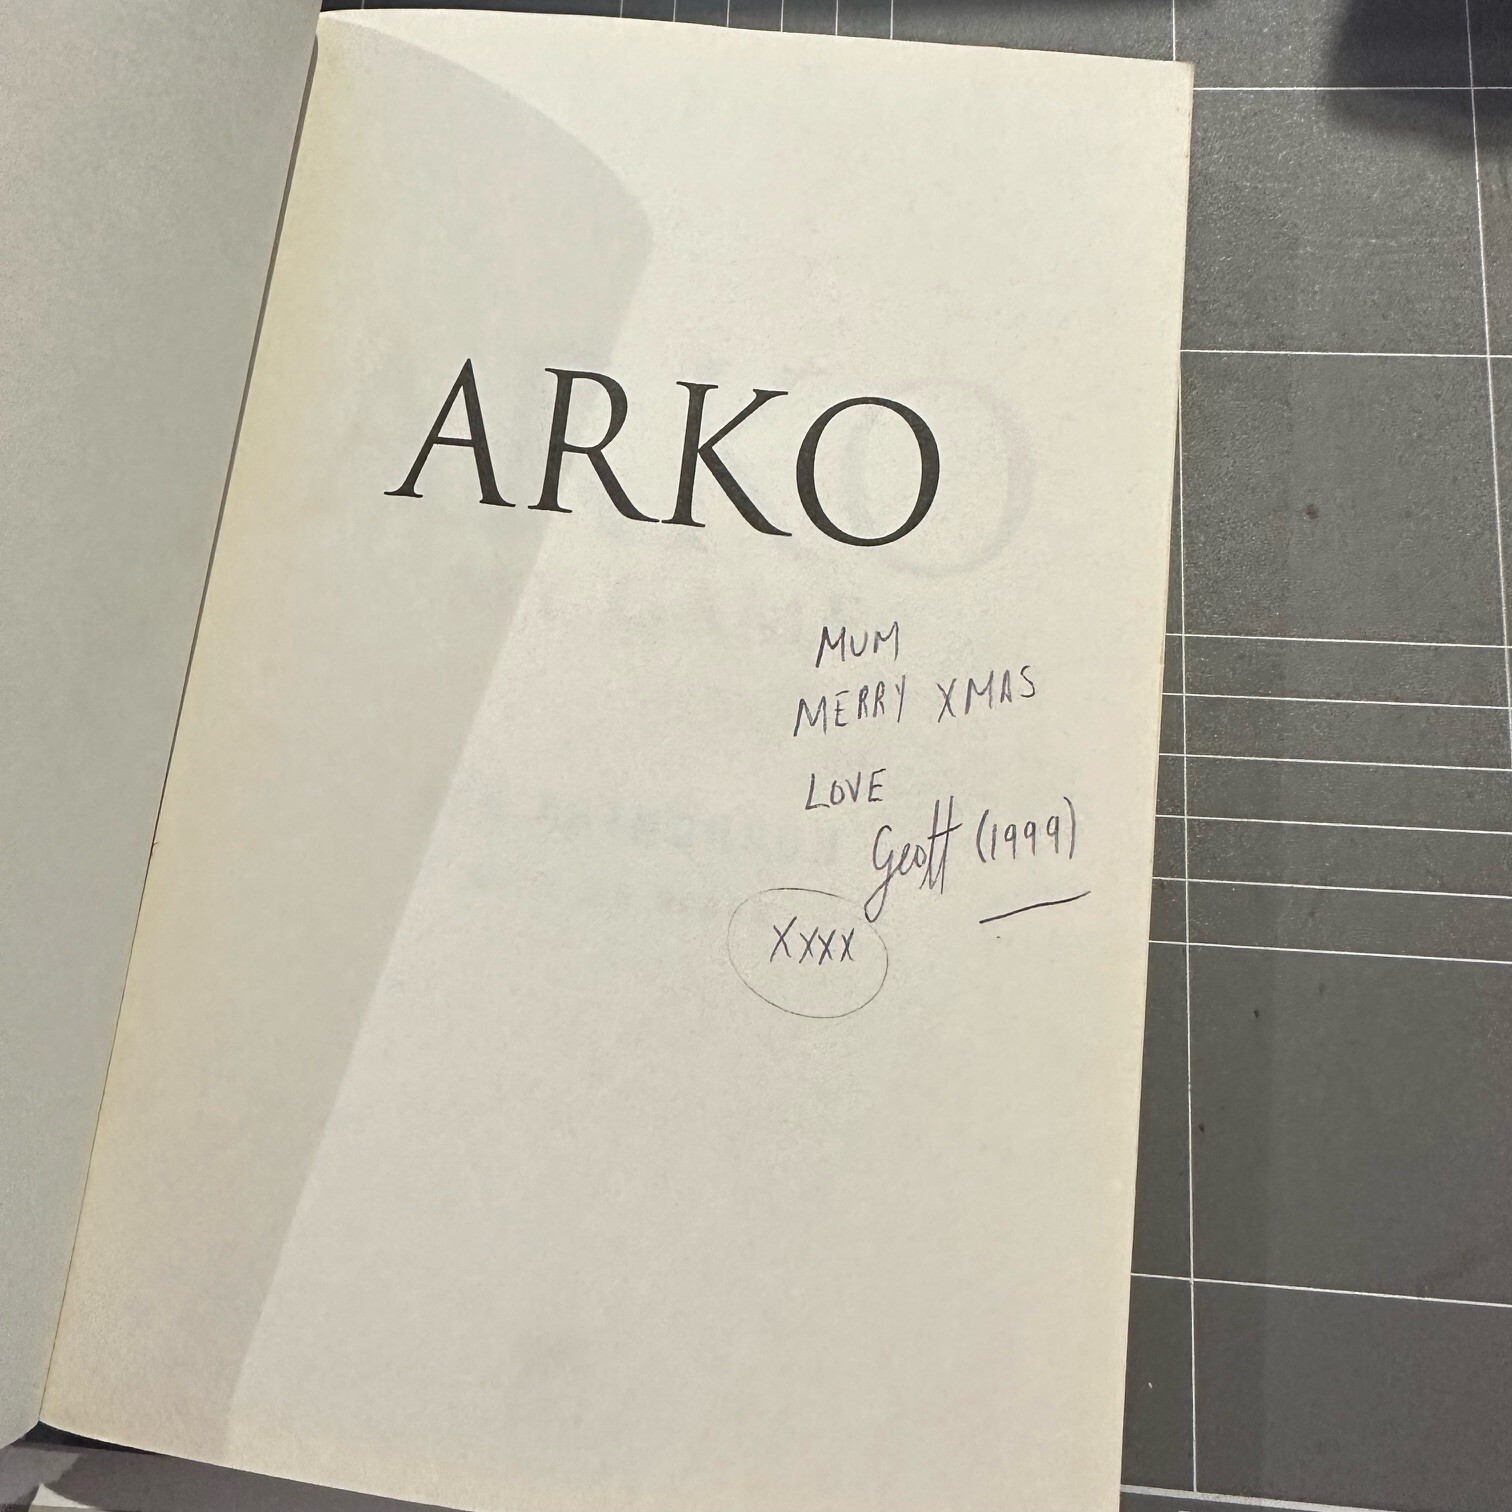 ARKO
MUM
MERRY XMAS
LOVE
Geoff (1999)
Xxxx